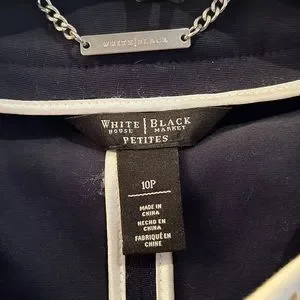 WHITE | BLACK
WHITE | BLACK
HOUSE | MARKET
PETITES
10P
MADE IN
CHINA
HECHO EN
CHINA
FABRIQUÉ EN
CHINE